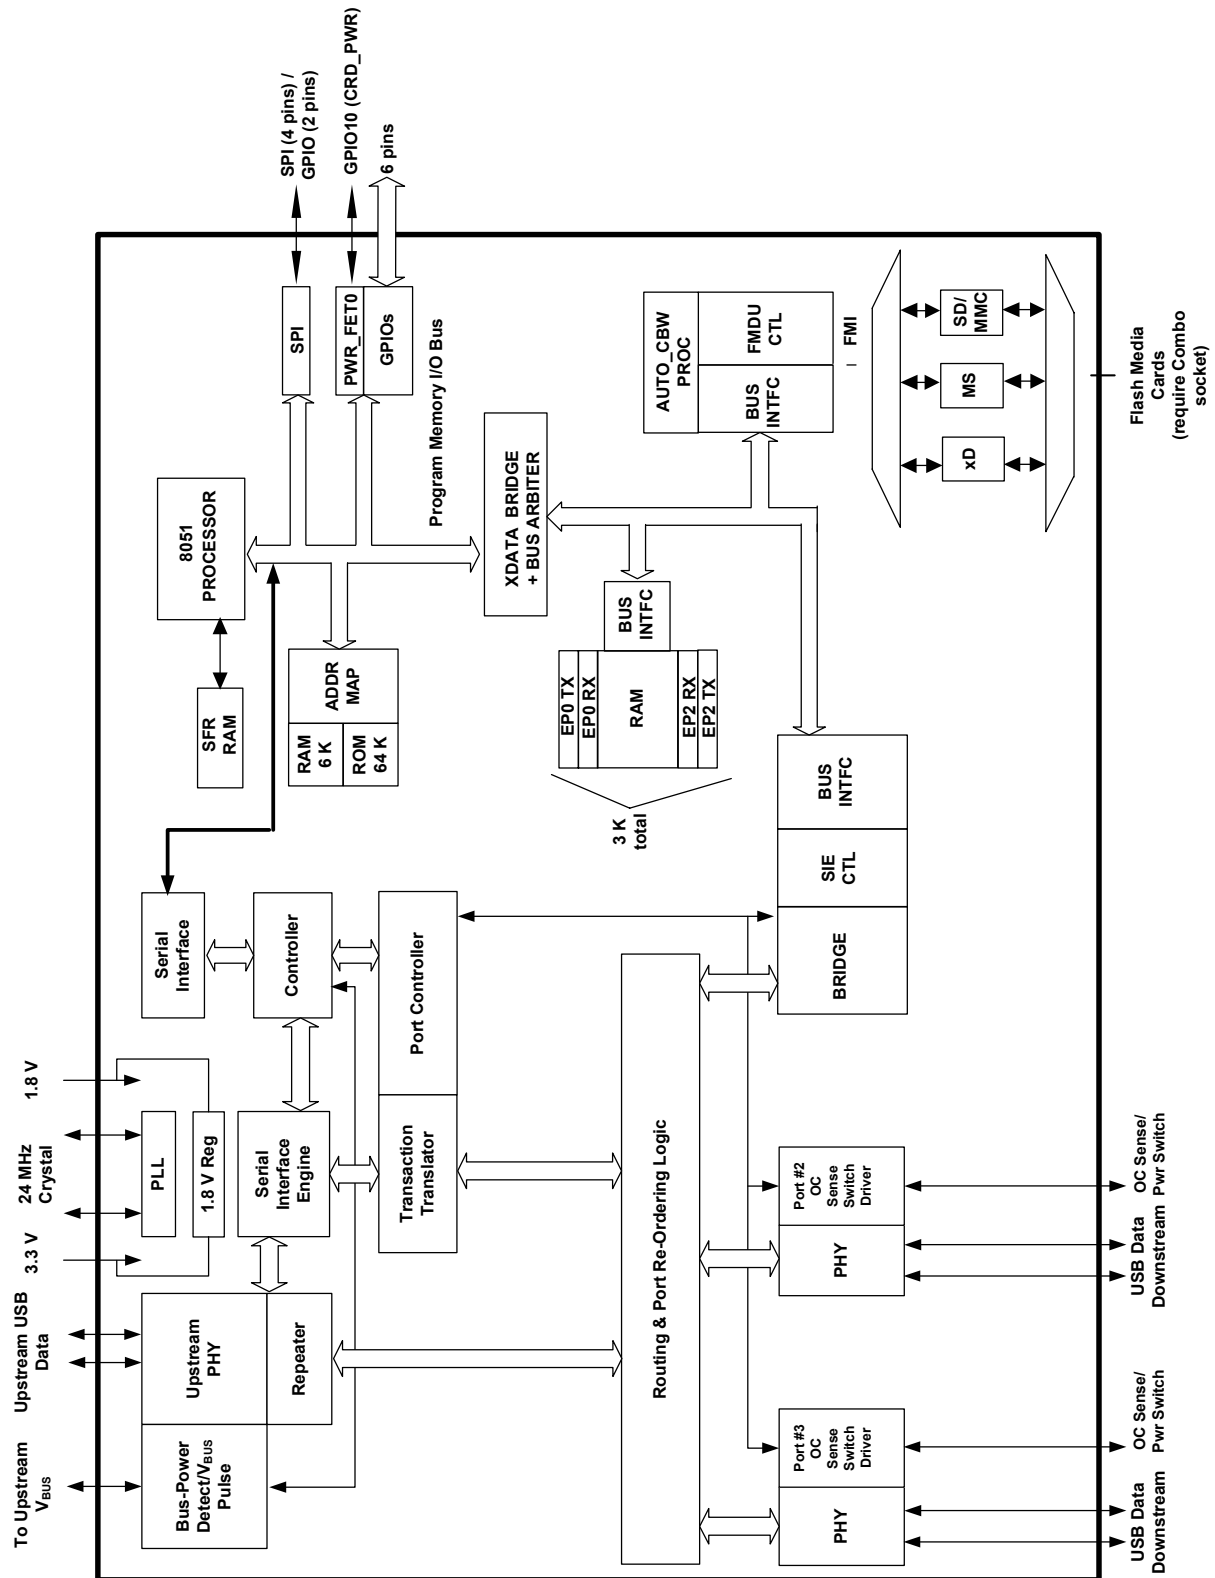 To Upstream
VBUS
Upstream USB
Data
3.3 V
24 MHz
Crystal
1.8 V
Bus-Power
Detect/VBUS
Pulse
Upstream
PHY
Repeater
PLL
1.8 V Reg
Serial
Interface
Engine
Serial
Interface
Controller
Transaction
Translator
Port Controller
SFR
RAM
8051
PROCESSOR
RAM
6 K
ROM
64 K
ADDR
MAP
SPI
PWR_FET0
GPIOs
SPI (4 pins) /
GPIO (2 pins)
GPIO10 (CRD_PWR)
6 pins
Program Memory I/O Bus
XDATA BRIDGE
+ BUS ARBITER
3 K
total
EP0 TX
EP0 RX
RAM
EP2 RX
EP2 TX
BUS
INTFC
AUTO_CBW
PROC
BUS
INTFC
FMDU
CTL
FMI
xD
MS
SD/
MMC
Flash Media
Cards
(require Combo
socket)
Routing & Port Re-Ordering Logic
BRIDGE
SIE
CTL
BUS
INTFC
PHY
Port #3
OC
Sense
Switch
Driver
PHY
Port #2
OC
Sense
Switch
Driver
USB Data
Downstream
OC Sense/
Pwr Switch
USB Data
Downstream
OC Sense/
Pwr Switch